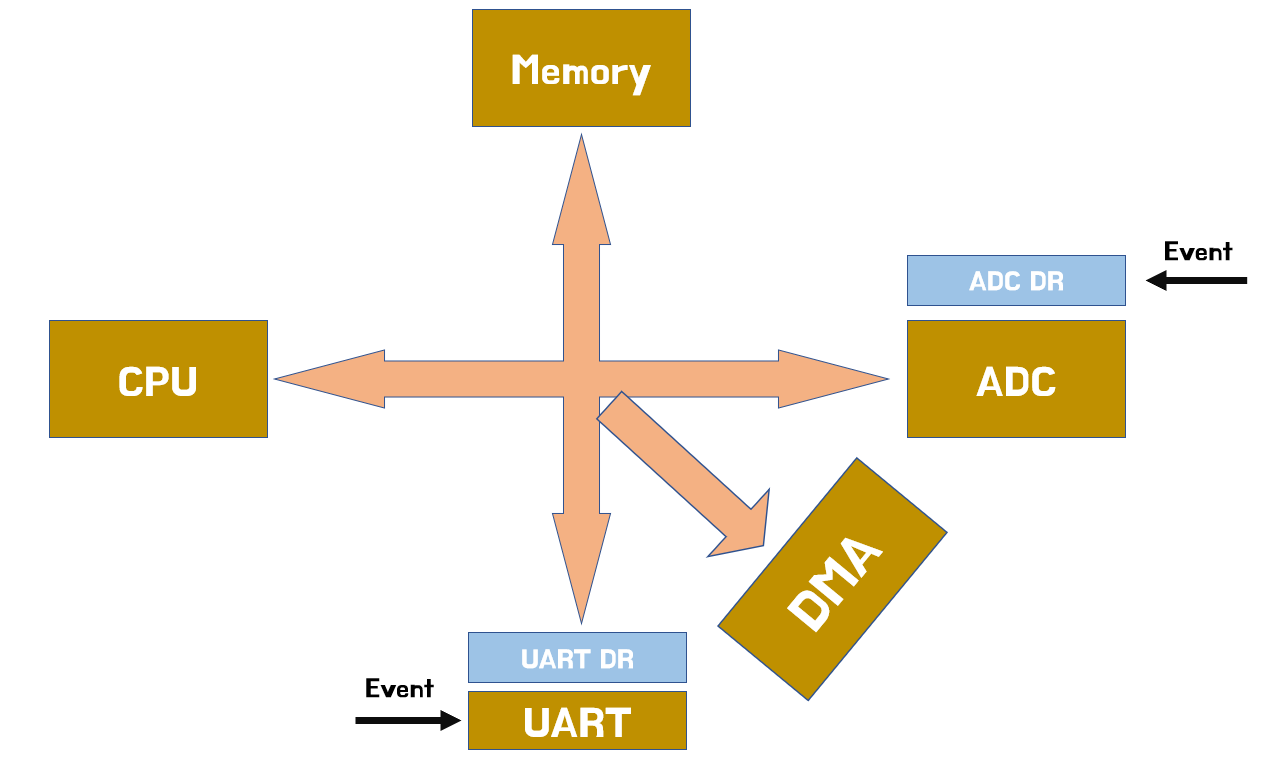 Memory
Event
ADC DR
CPU
ADC
DMA
UART DR
Event
UART